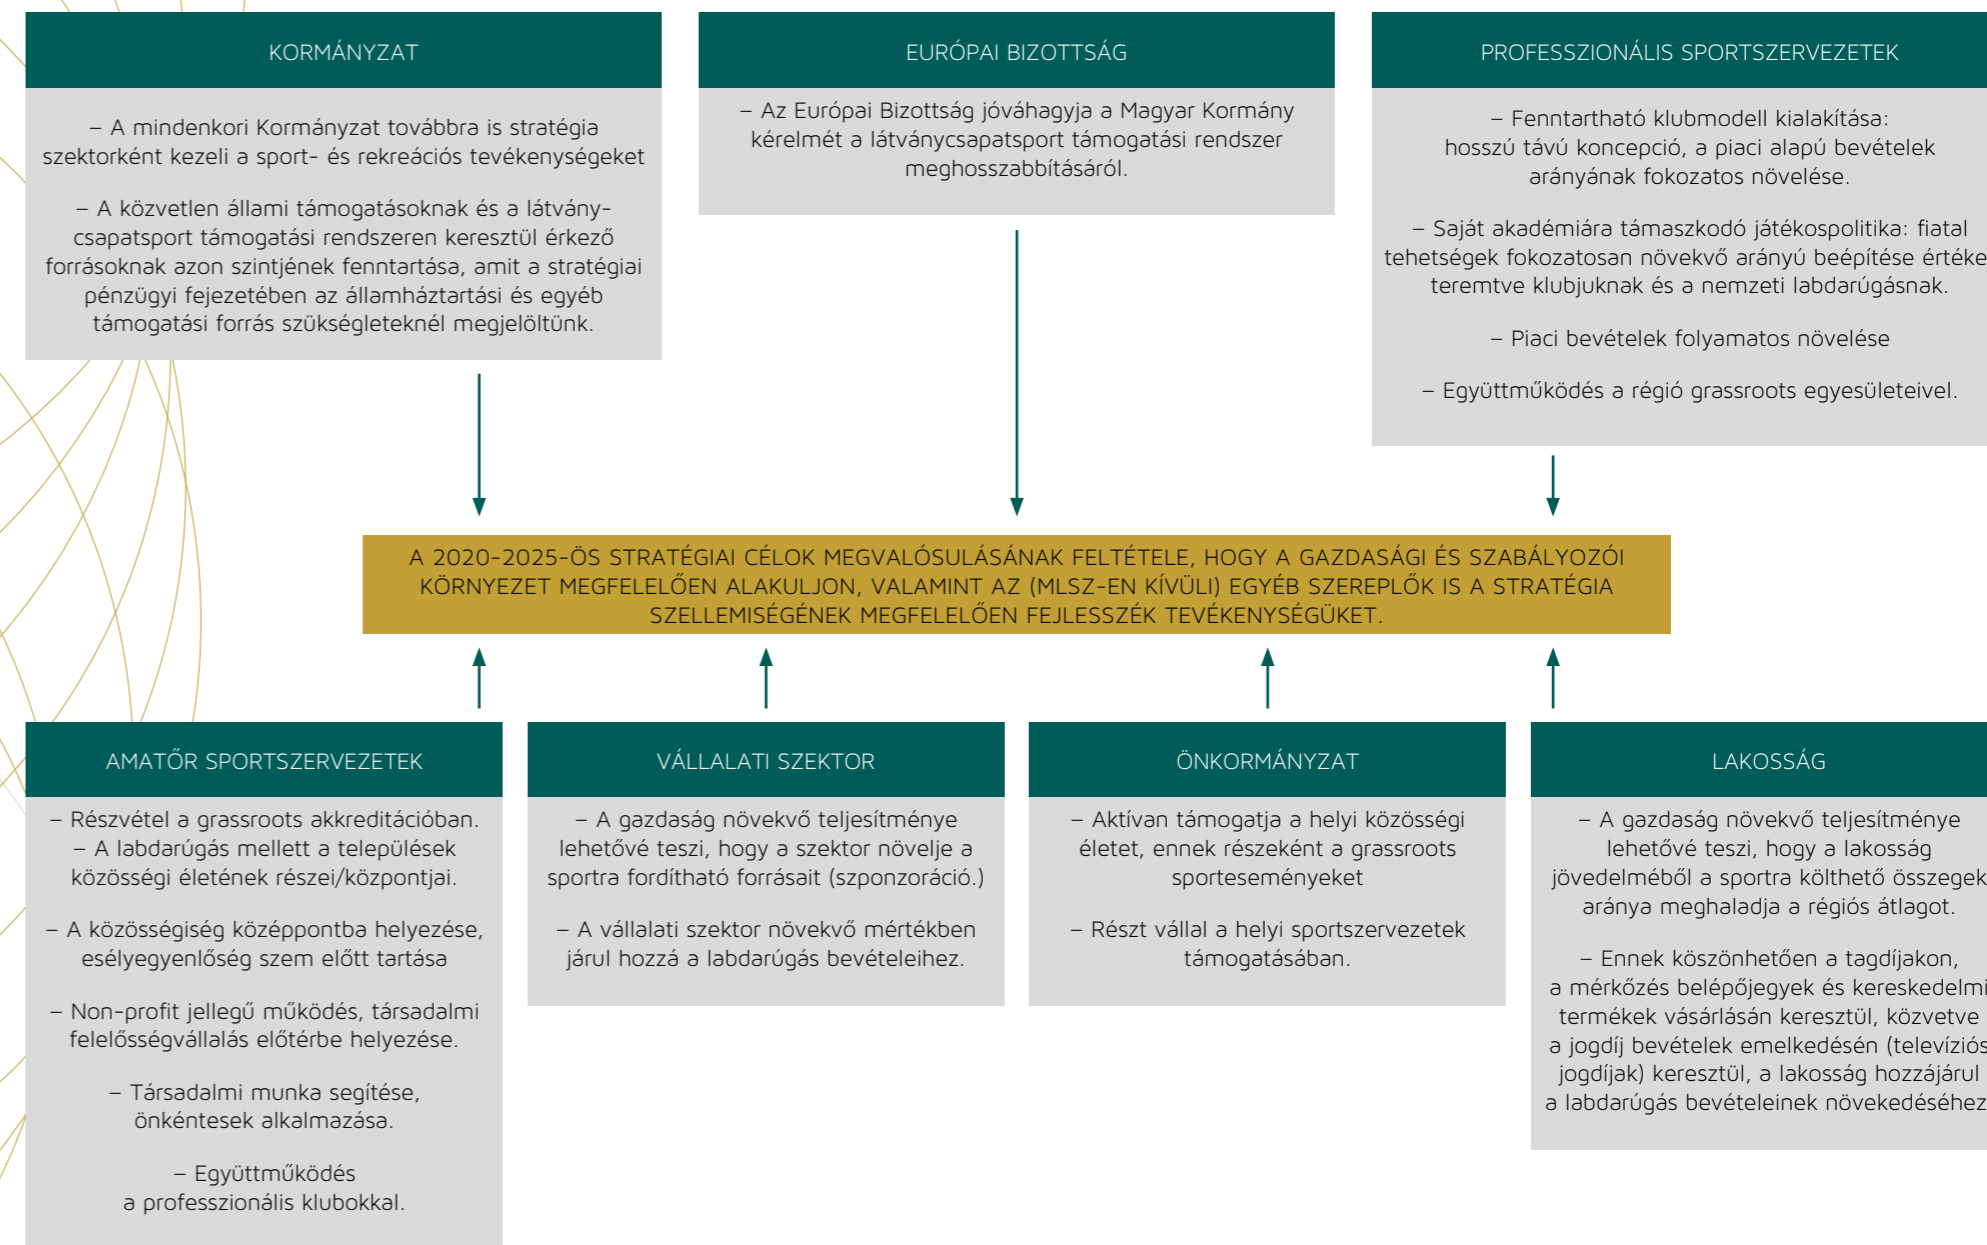 KORMÁNYZAT
– A mindenkori Kormányzat továbbra is stratégia
szektorként kezeli a sport- és rekreációs tevékenységeket
– A közvetlen állami támogatásoknak és a látvány-
csapatsport támogatási rendszeren keresztül érkező
forrásoknak azon szintjének fenntartása, amit a stratégiai
pénzügyi fejezetében az államháztartási és egyéb
támogatási forrás szükségleteknél megjelöltünk.
EURÓPAI BIZOTTSÁG
– Az Európai Bizottság jóváhagyja a Magyar Kormány
kérelmét a látványcsapatsport támogatási rendszer
meghosszabbításáról.
PROFESSZIONÁLIS SPORTSZERVEZETEK
– Fenntartható klubmodell kialakítása:
hosszú távú koncepció, a piaci alapú bevételek
arányának fokozatos növelése.
– Saját akadémiára támaszkodó játékospolitika: fiatal
tehetségek fokozatosan növekvő arányú beépítése értéke
teremtve klubjuknak és a nemzeti labdarúgásnak.
– Piaci bevételek folyamatos növelése
– Együttműködés a régió grassroots egyesületeivel.
A 2020-2025-ÖS STRATÉGIAI CÉLOK MEGVALÓSULÁSÁNAK FELTÉTELE, HOGY A GAZDASÁGI ÉS SZABÁLYOZÓI
KÖRNYEZET MEGFELELŐEN ALAKULJON, VALAMINT AZ (MLSZ-EN KÍVÜLI) EGYÉB SZEREPLŐK IS A STRATÉGIA
SZELLEMISÉGÉNEK MEGFELELŐEN FEJLESSZÉK TEVÉKENYSÉGÜKET.
AMATŐR SPORTSZERVEZETEK
– Részvétel a grassroots akkreditációban.
– A labdarúgás mellett a települések
közösségi életének részei/központjai.
– A közösségiség középpontba helyezése,
esélyegyenlőség szem előtt tartása
– Non-profit jellegű működés, társadalmi
felelősségvállalás előtérbe helyezése.
– Társadalmi munka segítése,
önkéntesek alkalmazása.
– Együttműködés
a professzionális klubokkal.
VÁLLALATI SZEKTOR
– A gazdaság növekvő teljesítménye
lehetővé teszi, hogy a szektor növelje a
sportra fordítható forrásait (szponzoráció.)
– A vállalati szektor növekvő mértékben
járul hozzá a labdarúgás bevételeihez.
ÖNKORMÁNYZAT
– Aktívan támogatja a helyi közösségi
életet, ennek részeként a grassroots
sporteseményeket
– Részt vállal a helyi sportszervezetek
támogatásában.
LAKOSSÁG
– A gazdaság növekvő teljesítménye
lehetővé teszi, hogy a lakosság
jövedelméből a sportra költhető összegek
aránya meghaladja a régiós átlagot.
– Ennek köszönhetően a tagdíjakon,
a mérkőzés belépőjegyek és kereskedelmi
termékek vásárlásán keresztül, közvetve
a jogdíj bevételek emelkedésén (televíziós
jogdíjak) keresztül, a lakosság hozzájárul
a labdarúgás bevételeinek növekedéséhez